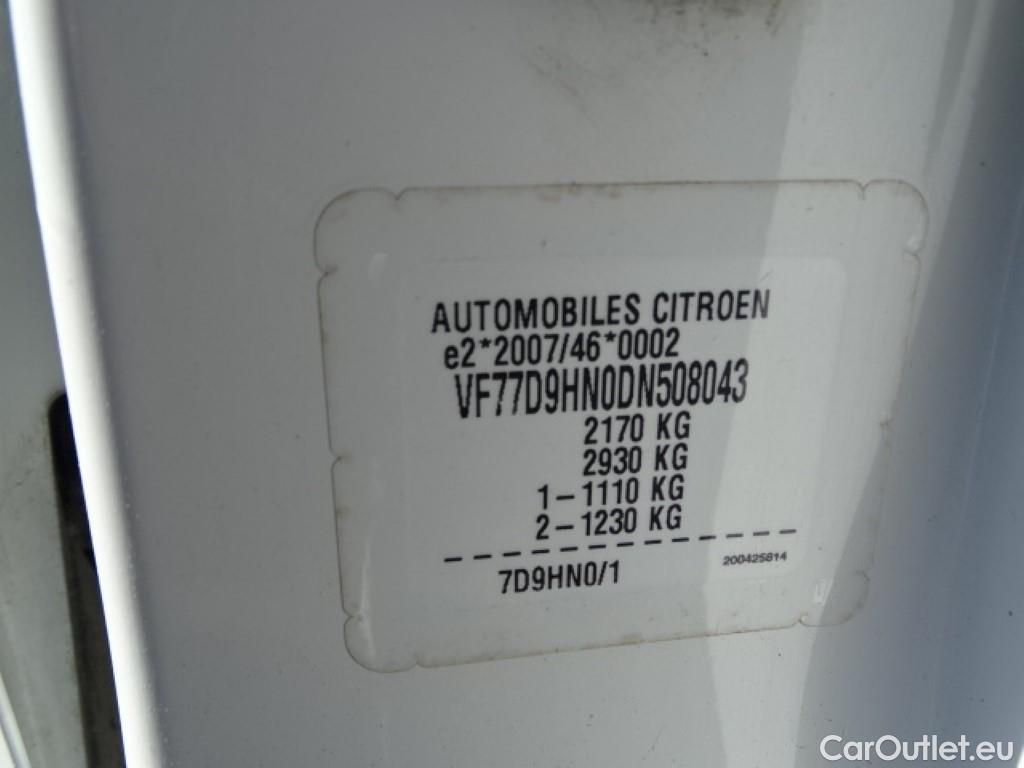 AUTOMOBILES CITROEN
e2*2007/46*0002
VF77D9HN0DN508043
2170 KG
2930 KG
1-1110 KG
2-1230 KG
7D9HN0/1
200425814
CarOutlet.eu